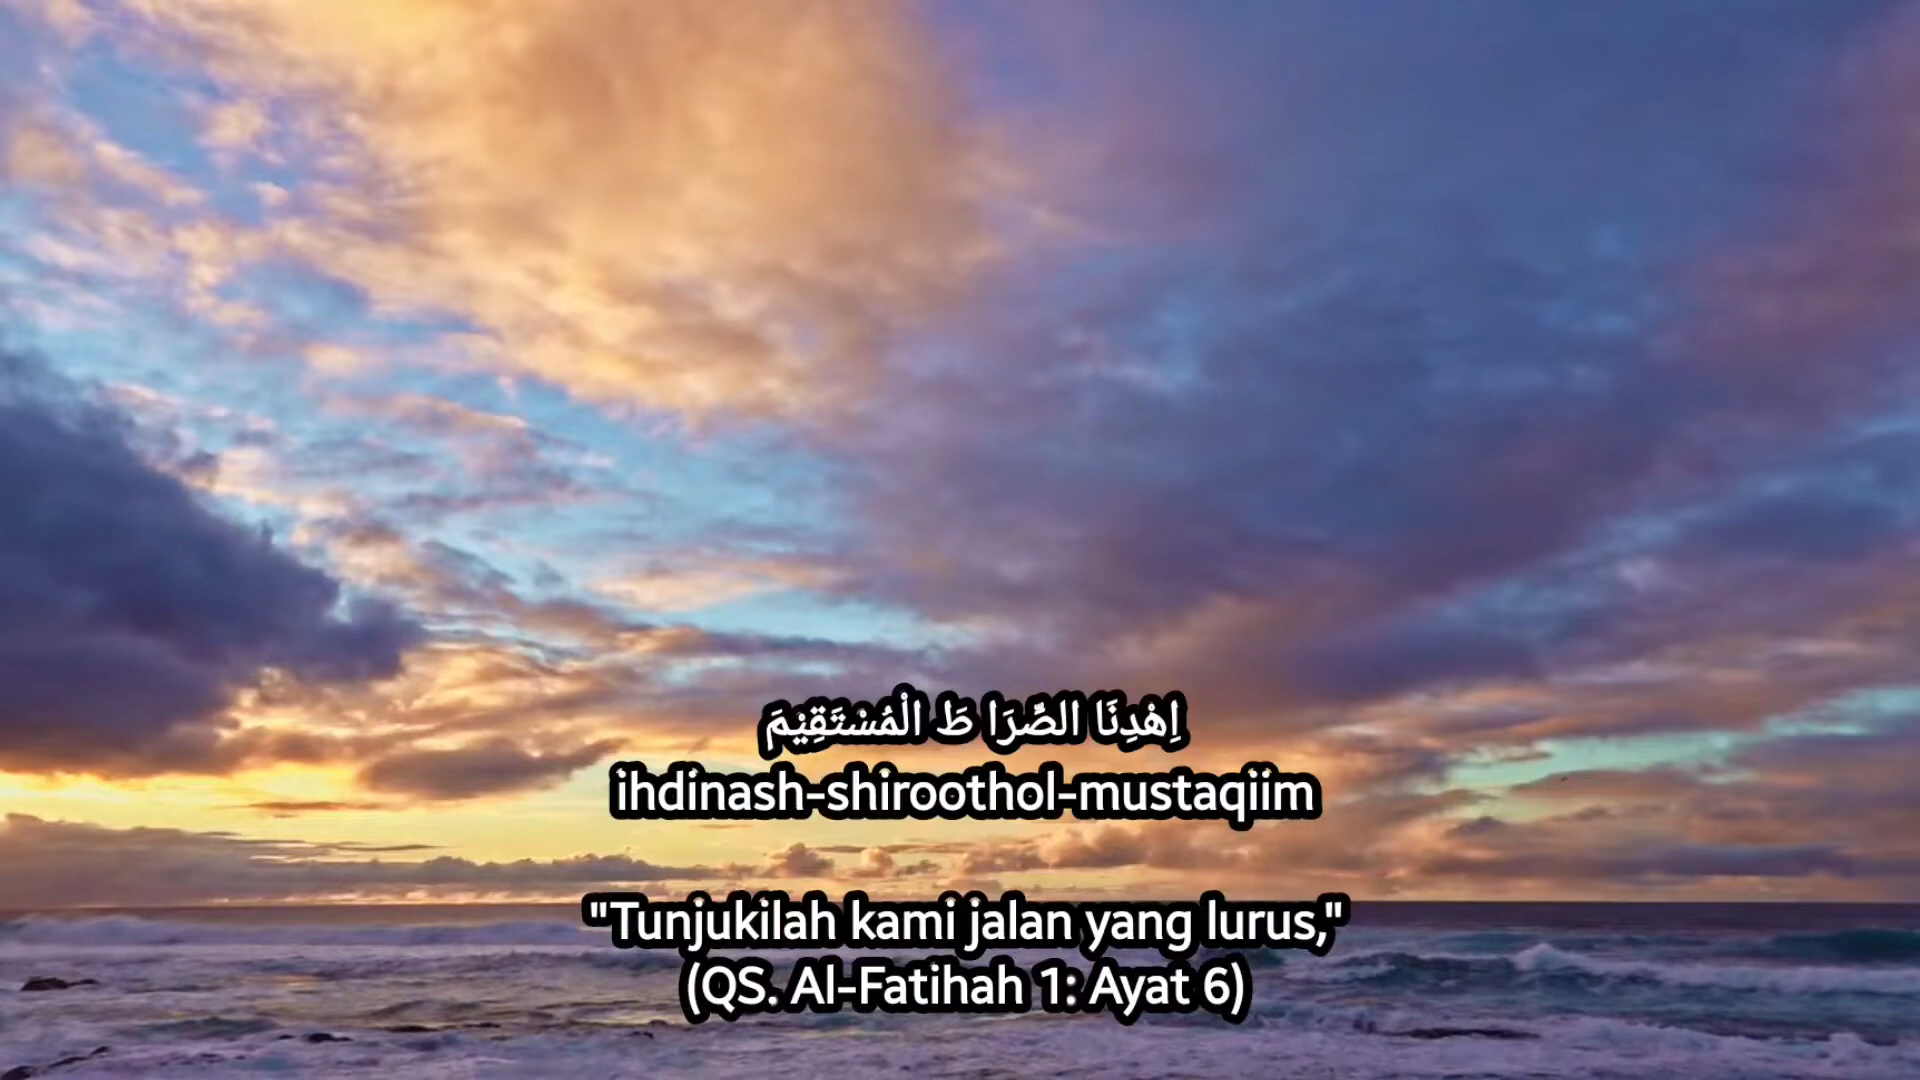 اِهْدِنَا الصِّرَا طَ الْمُسْتَقِيْمَ
ihdinash-shiroothol-mustaqiim
"Tunjukilah kami jalan yang lurus,"
(QS. Al-Fatihah 1: Ayat 6)